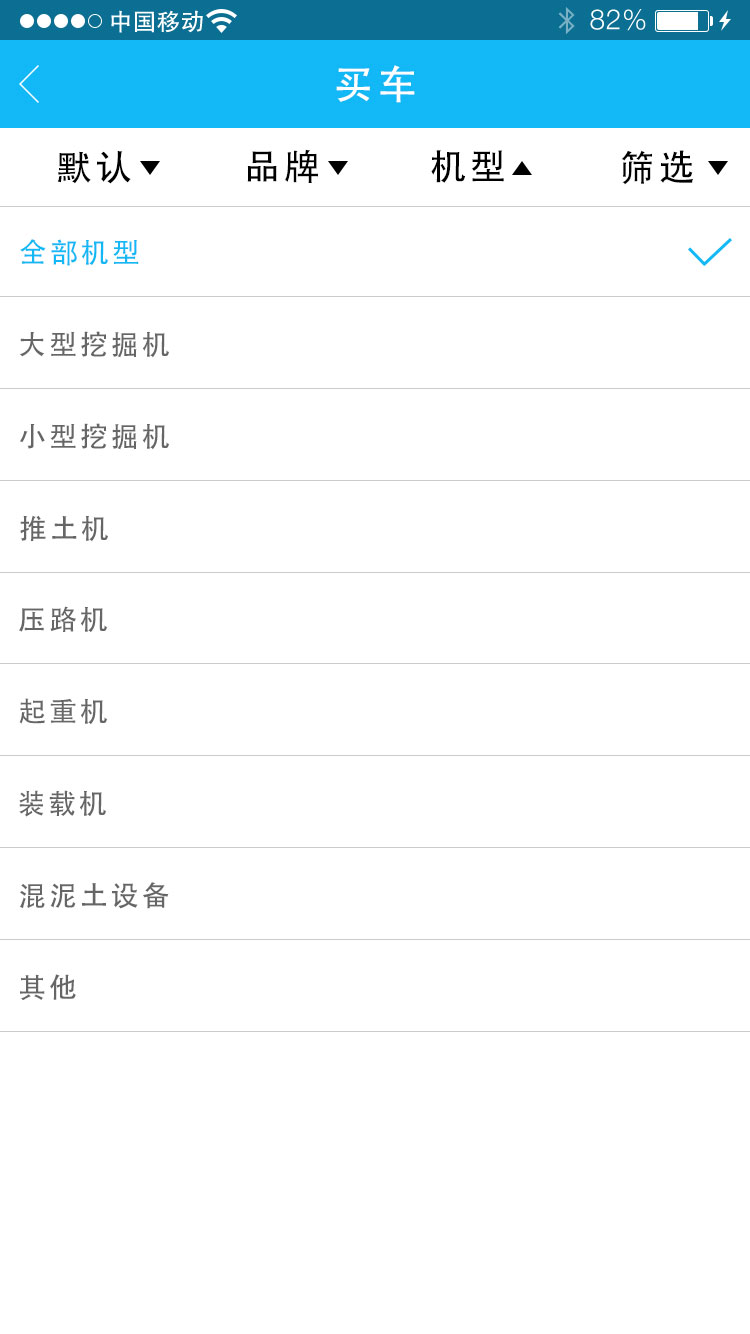 中国移动 82%
买车
默认 品牌 机型 筛选
全部机型
大型挖掘机
小型挖掘机
推土机
压路机
起重机
装载机
混泥土设备
其他